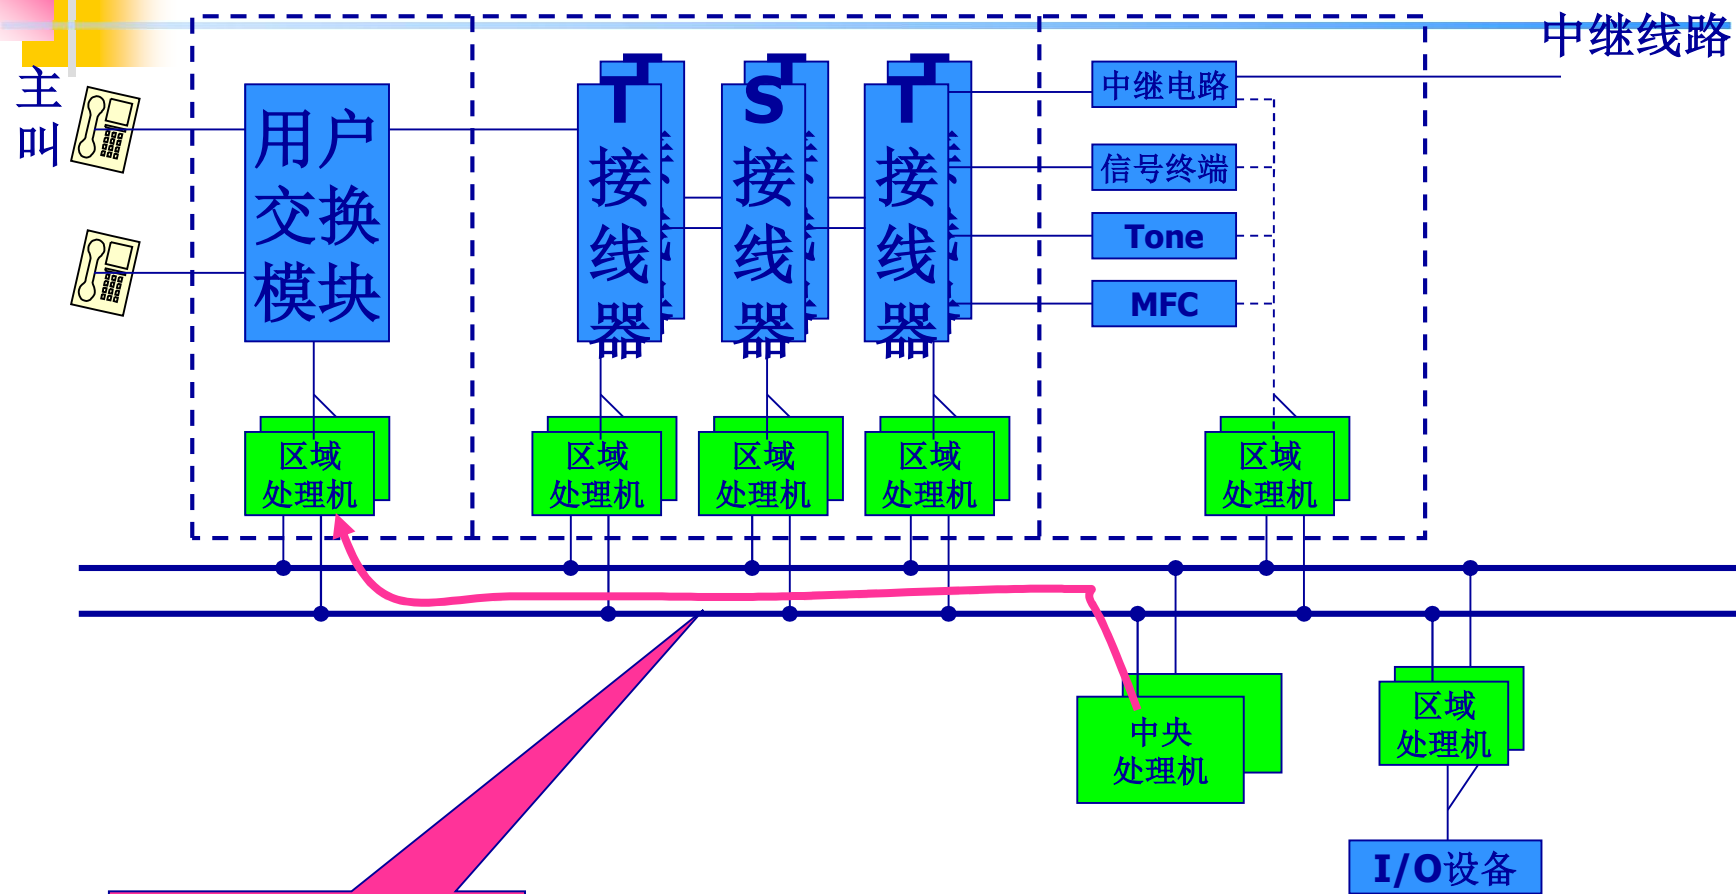 中继线路
主
叫
用户
交换
模块
T
接
线
器
S
接
线
器
T
接
线
器
中继电路
信号终端
Tone
MFC
区域
处理机
区域
处理机
区域
处理机
区域
处理机
区域
处理机
中央
处理机
区域
处理机
I/O设备